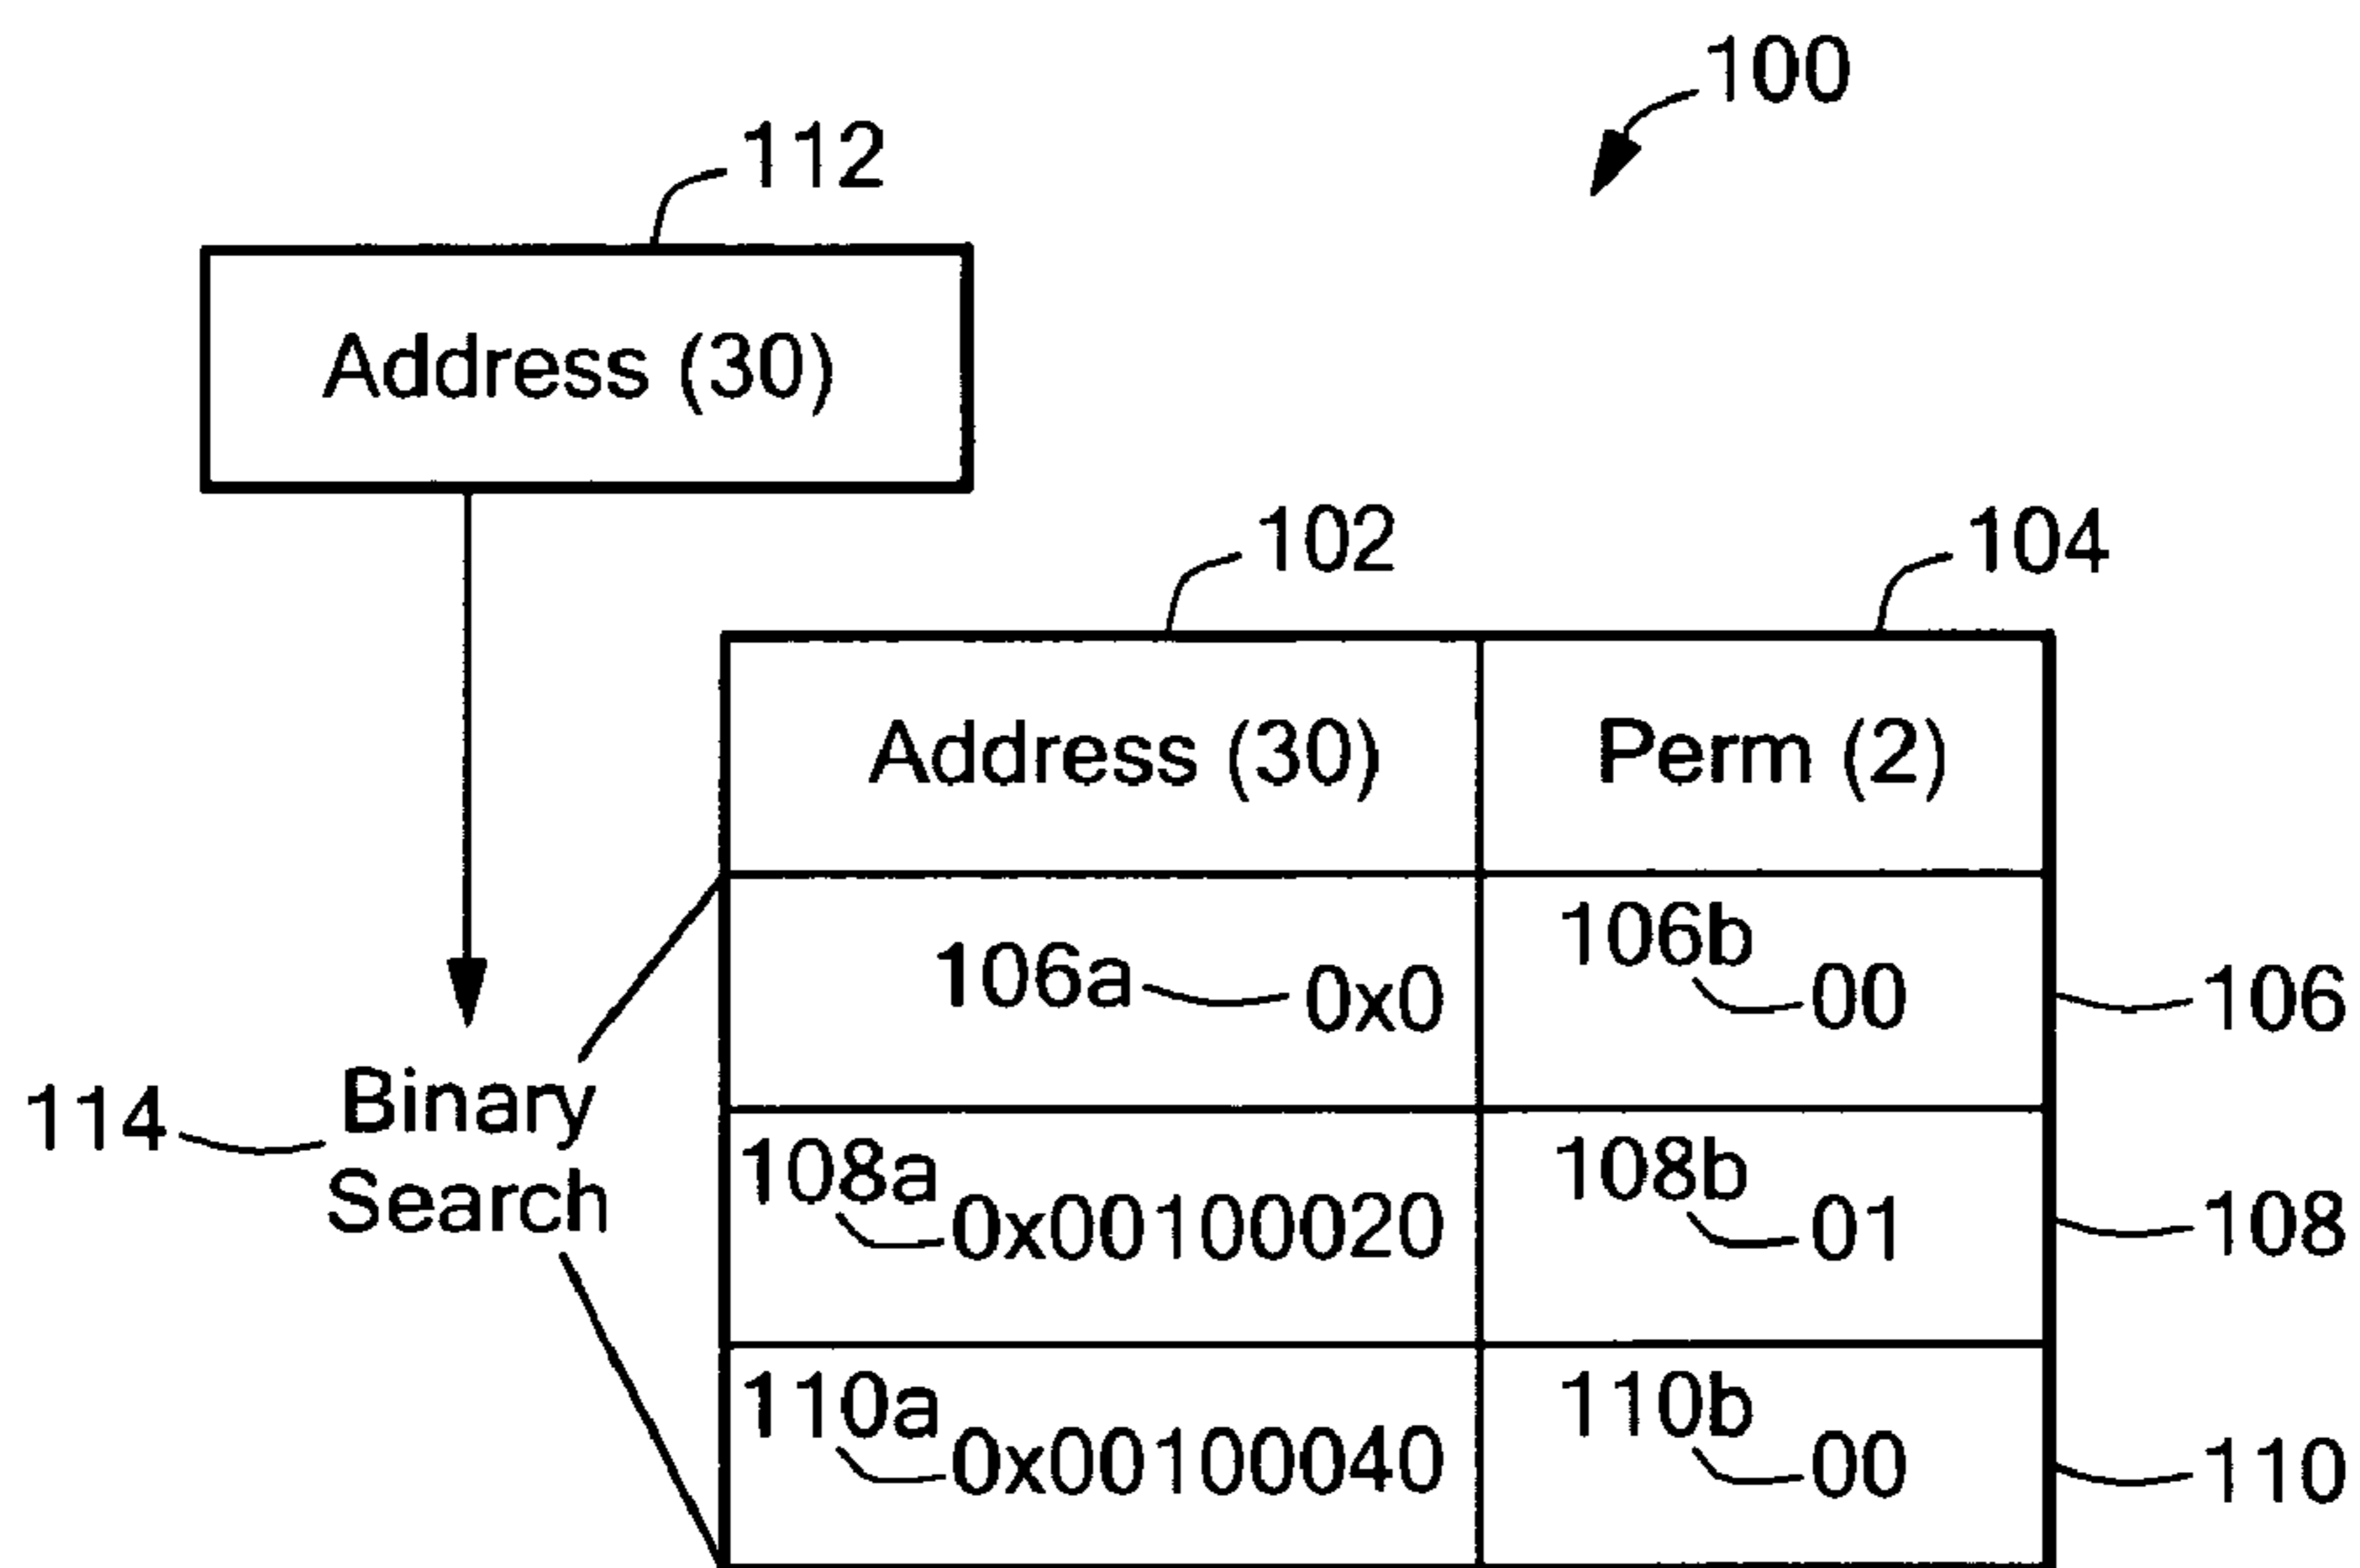 100
112
Address (30)
102
104
Address (30) Perm (2)
106a 0x0 106b 00 106
114 Binary
Search
108a 0x00100020 108b 01 108
110a 0x00100040 110b 00 110